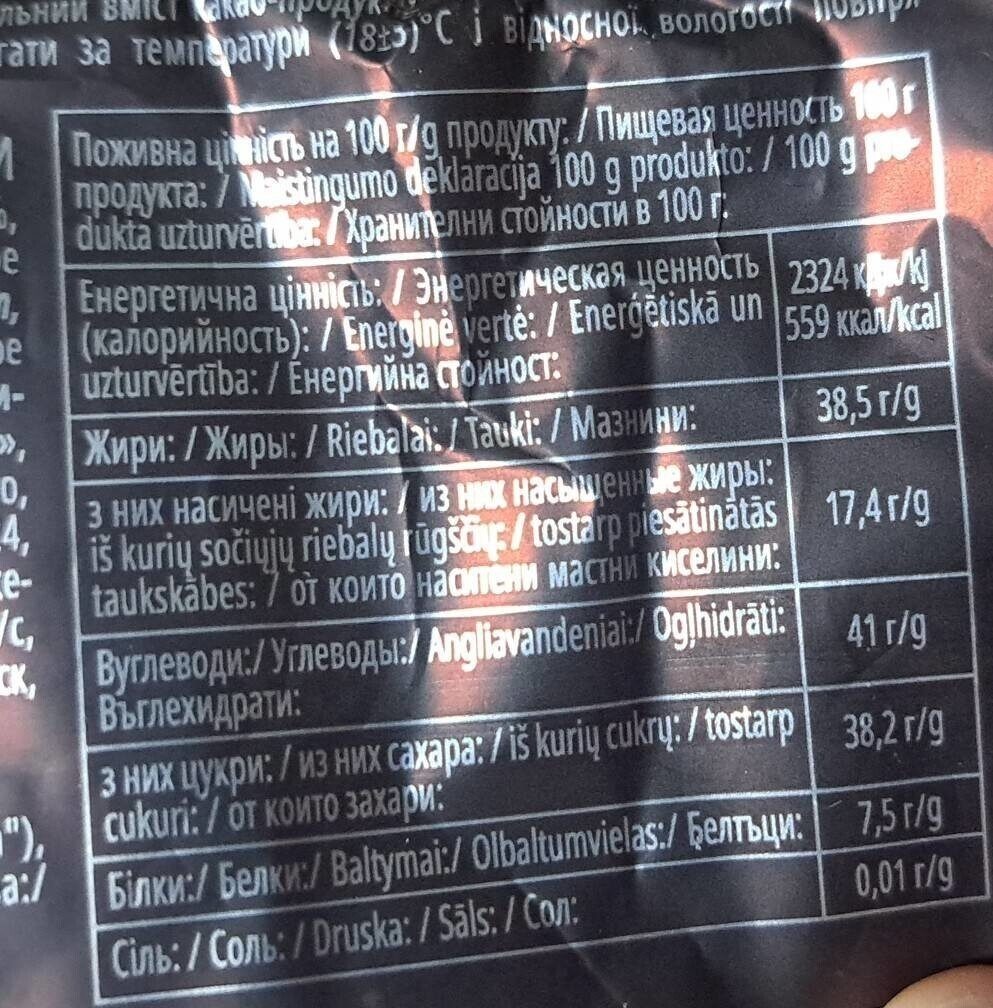 льний вміст какао-продук
гати за температури (18±3)°С і відносної вологості повітр
Поживна цінність на 100 г/g продукту: / Пищевая ценность 100 г
продукта: / Maistingumo deklaracija 100 g produkto: / 100 g pro-
dukta uzturvērtība: / Хранителни стойности в 100 г:
Енергетична цінність: / Энергетическая ценность
(калорийность): / Energinė vertė: / Enerģētiskā un
uzturvērtība: / Енергийна стойност:
2324 кДж/kj
559 ккал/kcal
Жири: / Жиры: / Riebalai: / Tauki: / Мазнини:
38,5 г/g
З них насичені жири: / из них насыщенные жиры:
iš kurių sočiųjų riebalų rūgščių: / tostarp piesātinātās
taukskābes: / от които наситени мастни киселини:
17,4 г/g
Вуглеводи:/ Углеводы:/ Angliavandeniai:/ Ogļhidrāti:
Въглехидрати:
41 г/g
З них цукри: / из них сахара: / iš kurių cukrų: / tostarp
cukuri: / от които захари:
38,2 г/g
Білки:/ Белки:/ Baltymai:/ Olbaltumvielas:/ Белтъци:
7,5 г/g
Сіль: / Соль: / Druska: / Sāls: / Сол:
0,01 г/g